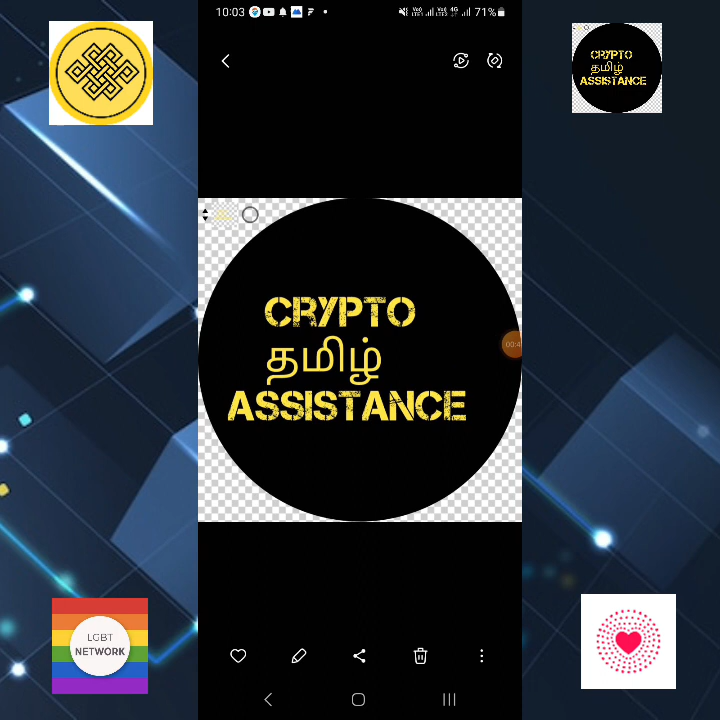 10:03
71%
CRYPTO
தமிழ்
ASSISTANCE
CRYPTO
தமிழ்
ASSISTANCE
LGBT
NETWORK